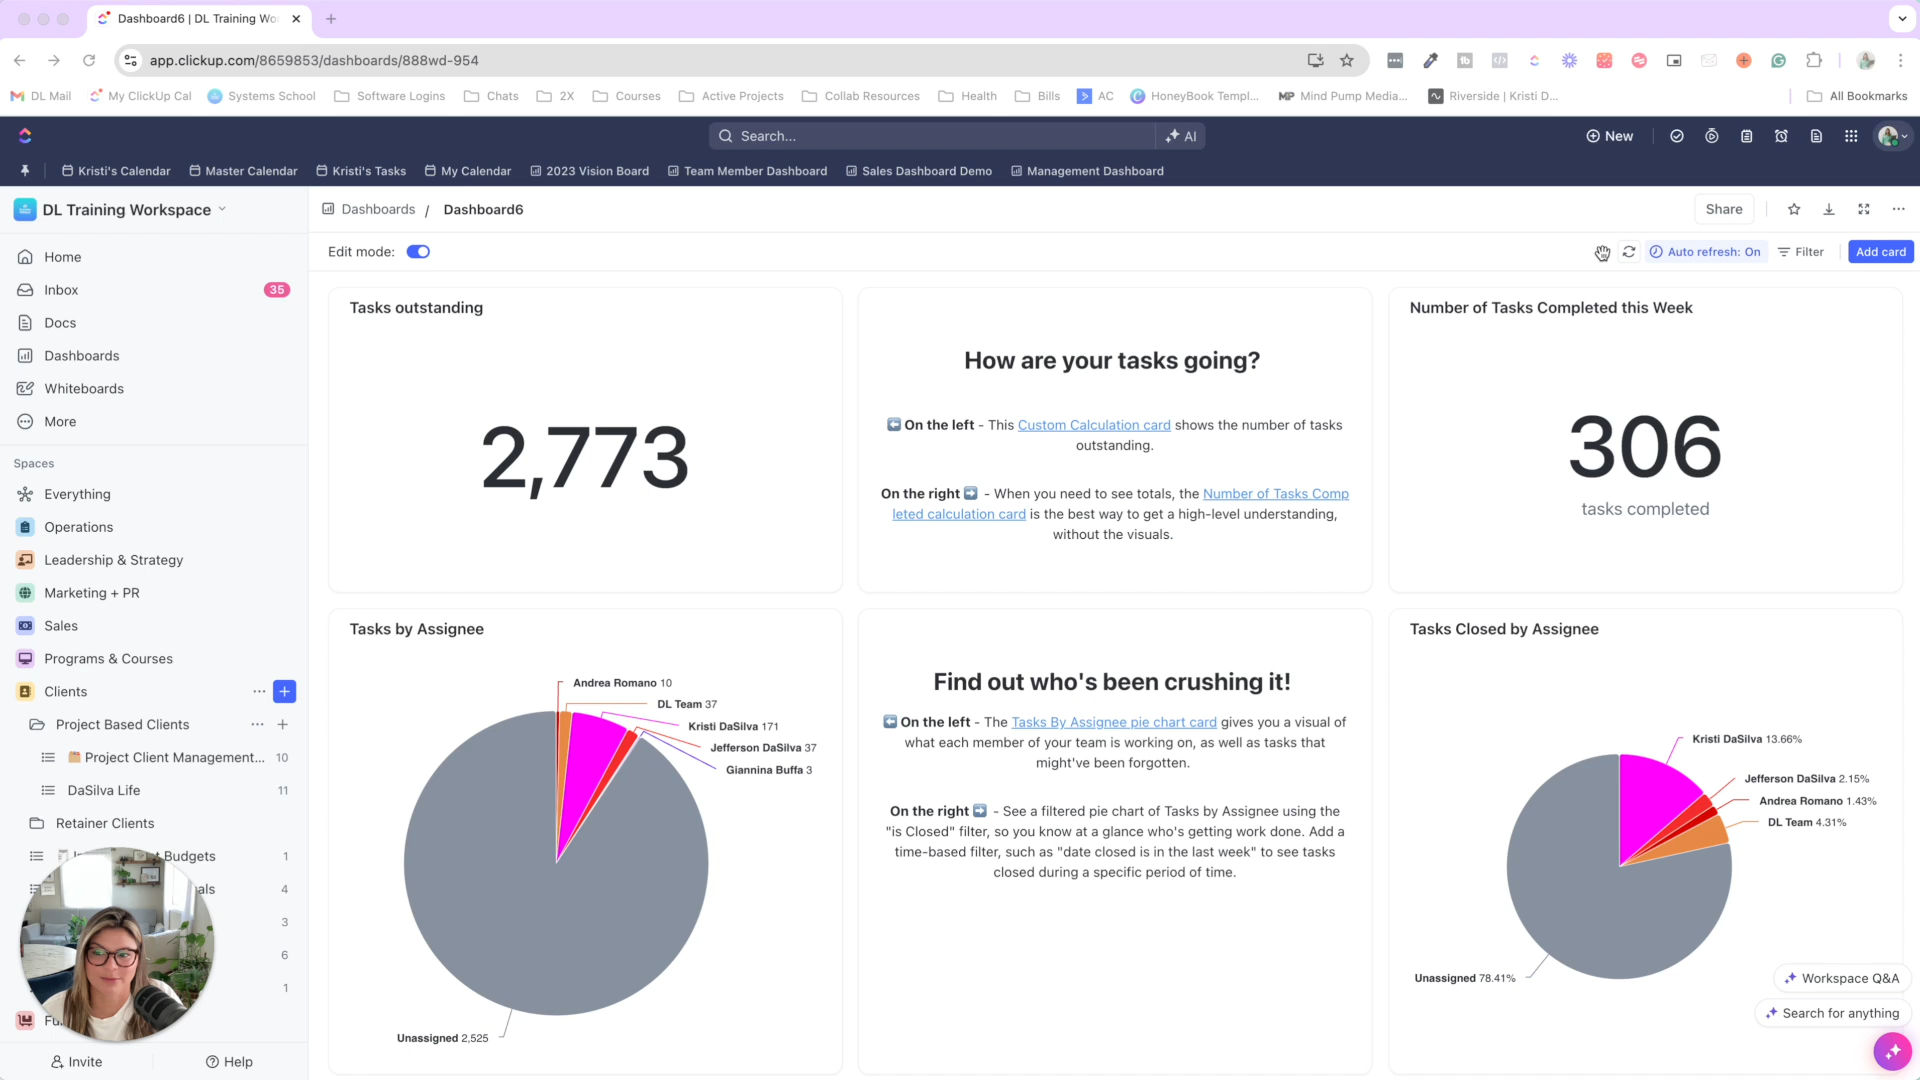 Dashboard6 | DL Training Wo
app.clickup.com/8659853/dashboards/888wd-954
DL Mail
My ClickUp Cal
Systems School
Software Logins
Chats
2X
Courses
Active Projects
Collab Resources
Health
Bills
AC
HoneyBook Templ...
MP Mind Pump Media...
Riverside | Kristi D...
All Bookmarks
Search...
AI
New
Kristi's Calendar
Master Calendar
Kristi's Tasks
My Calendar
2023 Vision Board
Team Member Dashboard
Sales Dashboard Demo
Management Dashboard
DL Training Workspace
Dashboards / Dashboard6
Share
Edit mode:
Auto refresh: On
Filter
Add card
Home
Inbox 35
Docs
Dashboards
Whiteboards
More
Spaces
Everything
Operations
Leadership & Strategy
Marketing + PR
Sales
Programs & Courses
Clients
Project Based Clients
Project Client Management... 10
DaSilva Life 11
Retainer Clients
t Budgets 1
als 4
3
6
1
Fu
Invite
Help
Tasks outstanding
2,773
How are your tasks going?
On the left - This Custom Calculation card shows the number of tasks
outstanding.
On the right - When you need to see totals, the Number of Tasks Comp
leted calculation card is the best way to get a high-level understanding,
without the visuals.
Number of Tasks Completed this Week
306
tasks completed
Tasks by Assignee
Andrea Romano 10
DL Team 37
Kristi DaSilva 171
Jefferson DaSilva 37
Giannina Buffa 3
Unassigned 2,525
Find out who's been crushing it!
On the left - The Tasks By Assignee pie chart card gives you a visual of
what each member of your team is working on, as well as tasks that
might've been forgotten.
On the right - See a filtered pie chart of Tasks by Assignee using the
"is Closed" filter, so you know at a glance who's getting work done. Add a
time-based filter, such as "date closed is in the last week" to see tasks
closed during a specific period of time.
Tasks Closed by Assignee
Kristi DaSilva 13.66%
Jefferson DaSilva 2.15%
Andrea Romano 1.43%
DL Team 4.31%
Unassigned 78.41%
Workspace Q&A
Search for anything